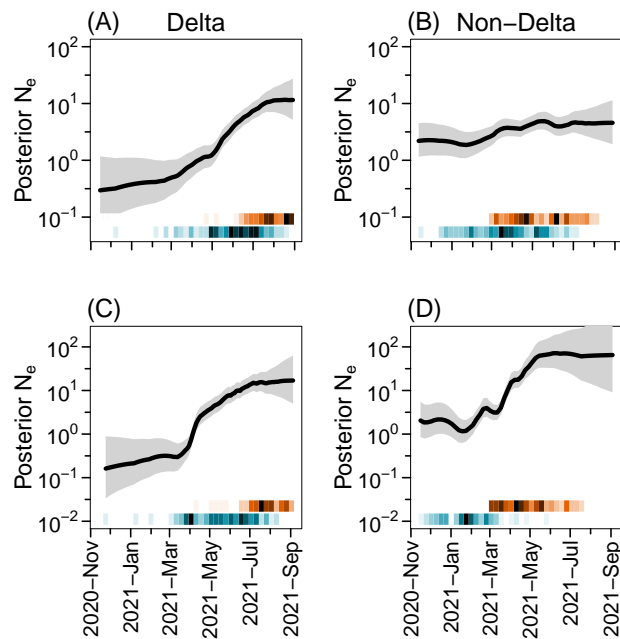 (A) Delta
(B) Non−Delta
Posterior Nₑ
10²
10¹
10⁰
10⁻¹
Posterior Nₑ
10²
10¹
10⁰
10⁻¹
(C)
(D)
Posterior Nₑ
10²
10¹
10⁰
10⁻¹
10⁻²
Posterior Nₑ
10²
10¹
10⁰
10⁻¹
10⁻²
2020−Nov
2021−Jan
2021−Mar
2021−May
2021−Jul
2021−Sep
2020−Nov
2021−Jan
2021−Mar
2021−May
2021−Jul
2021−Sep